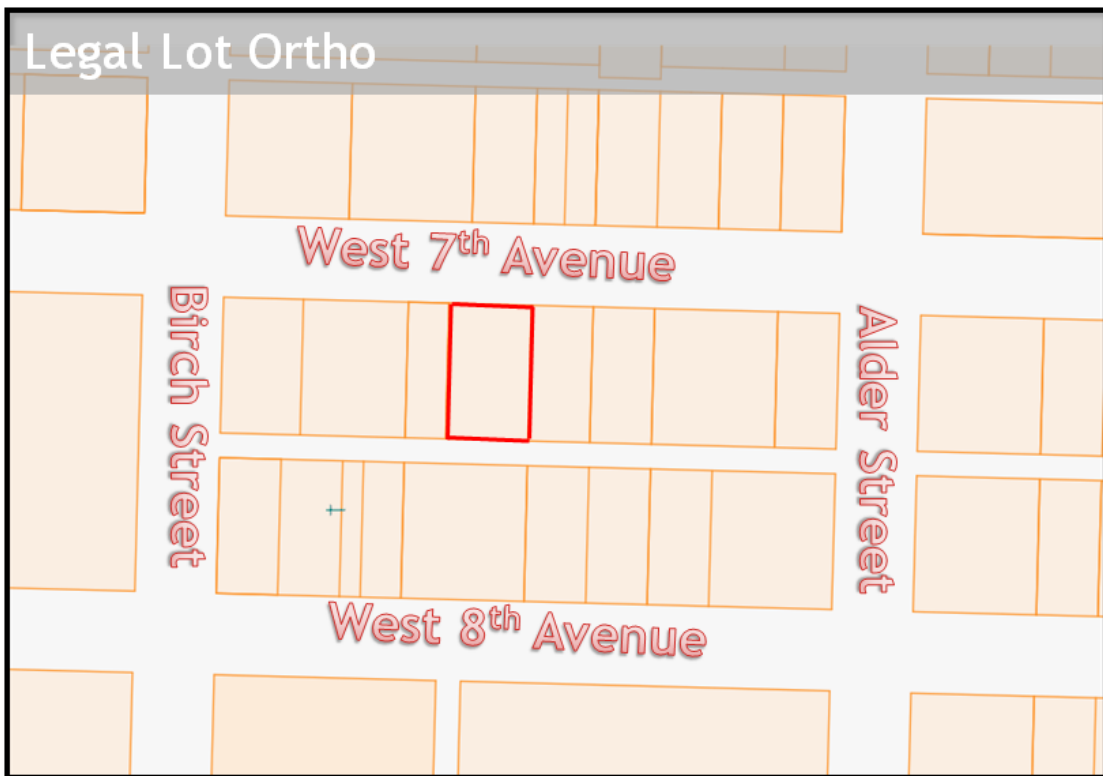 Legal Lot Ortho
West 7th Avenue
Birch Street
Alder Street
West 8th Avenue